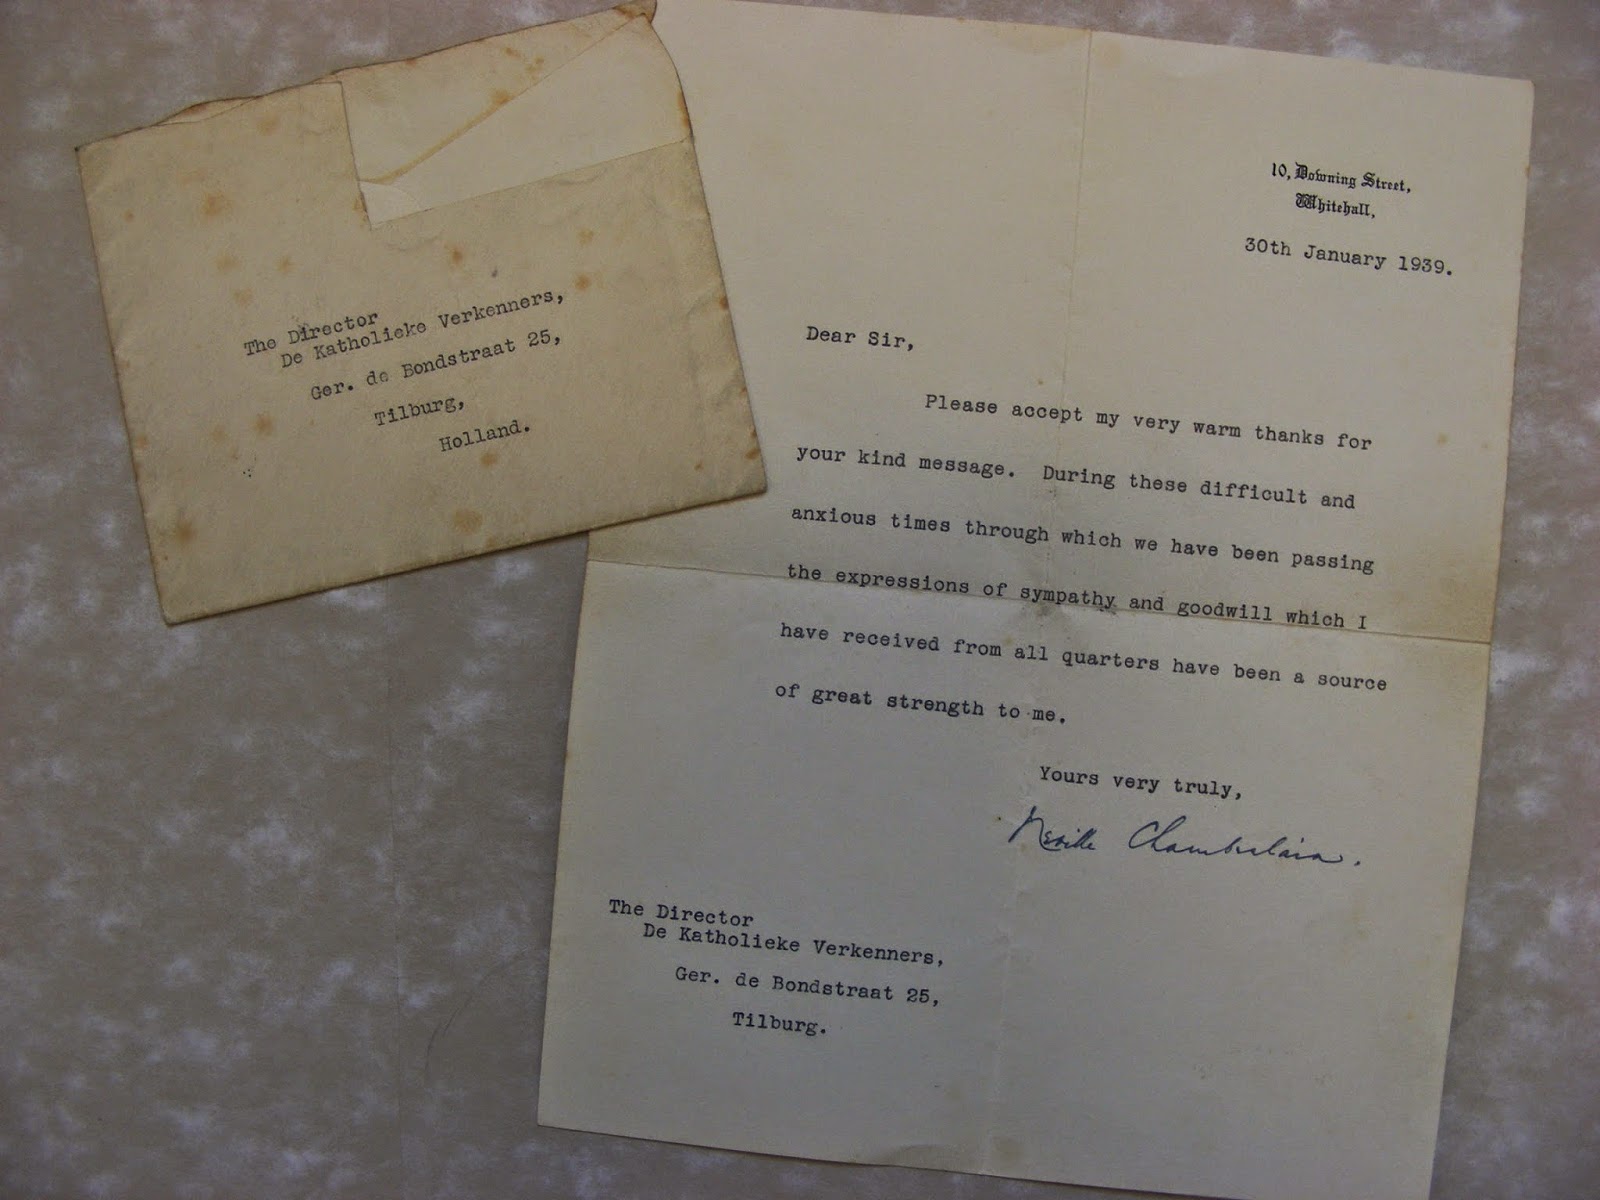 The Director
De Katholieke Verkenners,
Ger. de Bondstraat 25,
Tilburg,
Holland.
10, Downing Street,
Whitehall,
30th January 1939.
Dear Sir,
Please accept my very warm thanks for
your kind message. During these difficult and
anxious times through which we have been passing
the expressions of sympathy and goodwill which I
have received from all quarters have been a source
of great strength to me.
Yours very truly,
Neville Chamberlain.
The Director
De Katholieke Verkenners,
Ger. de Bondstraat 25,
Tilburg.